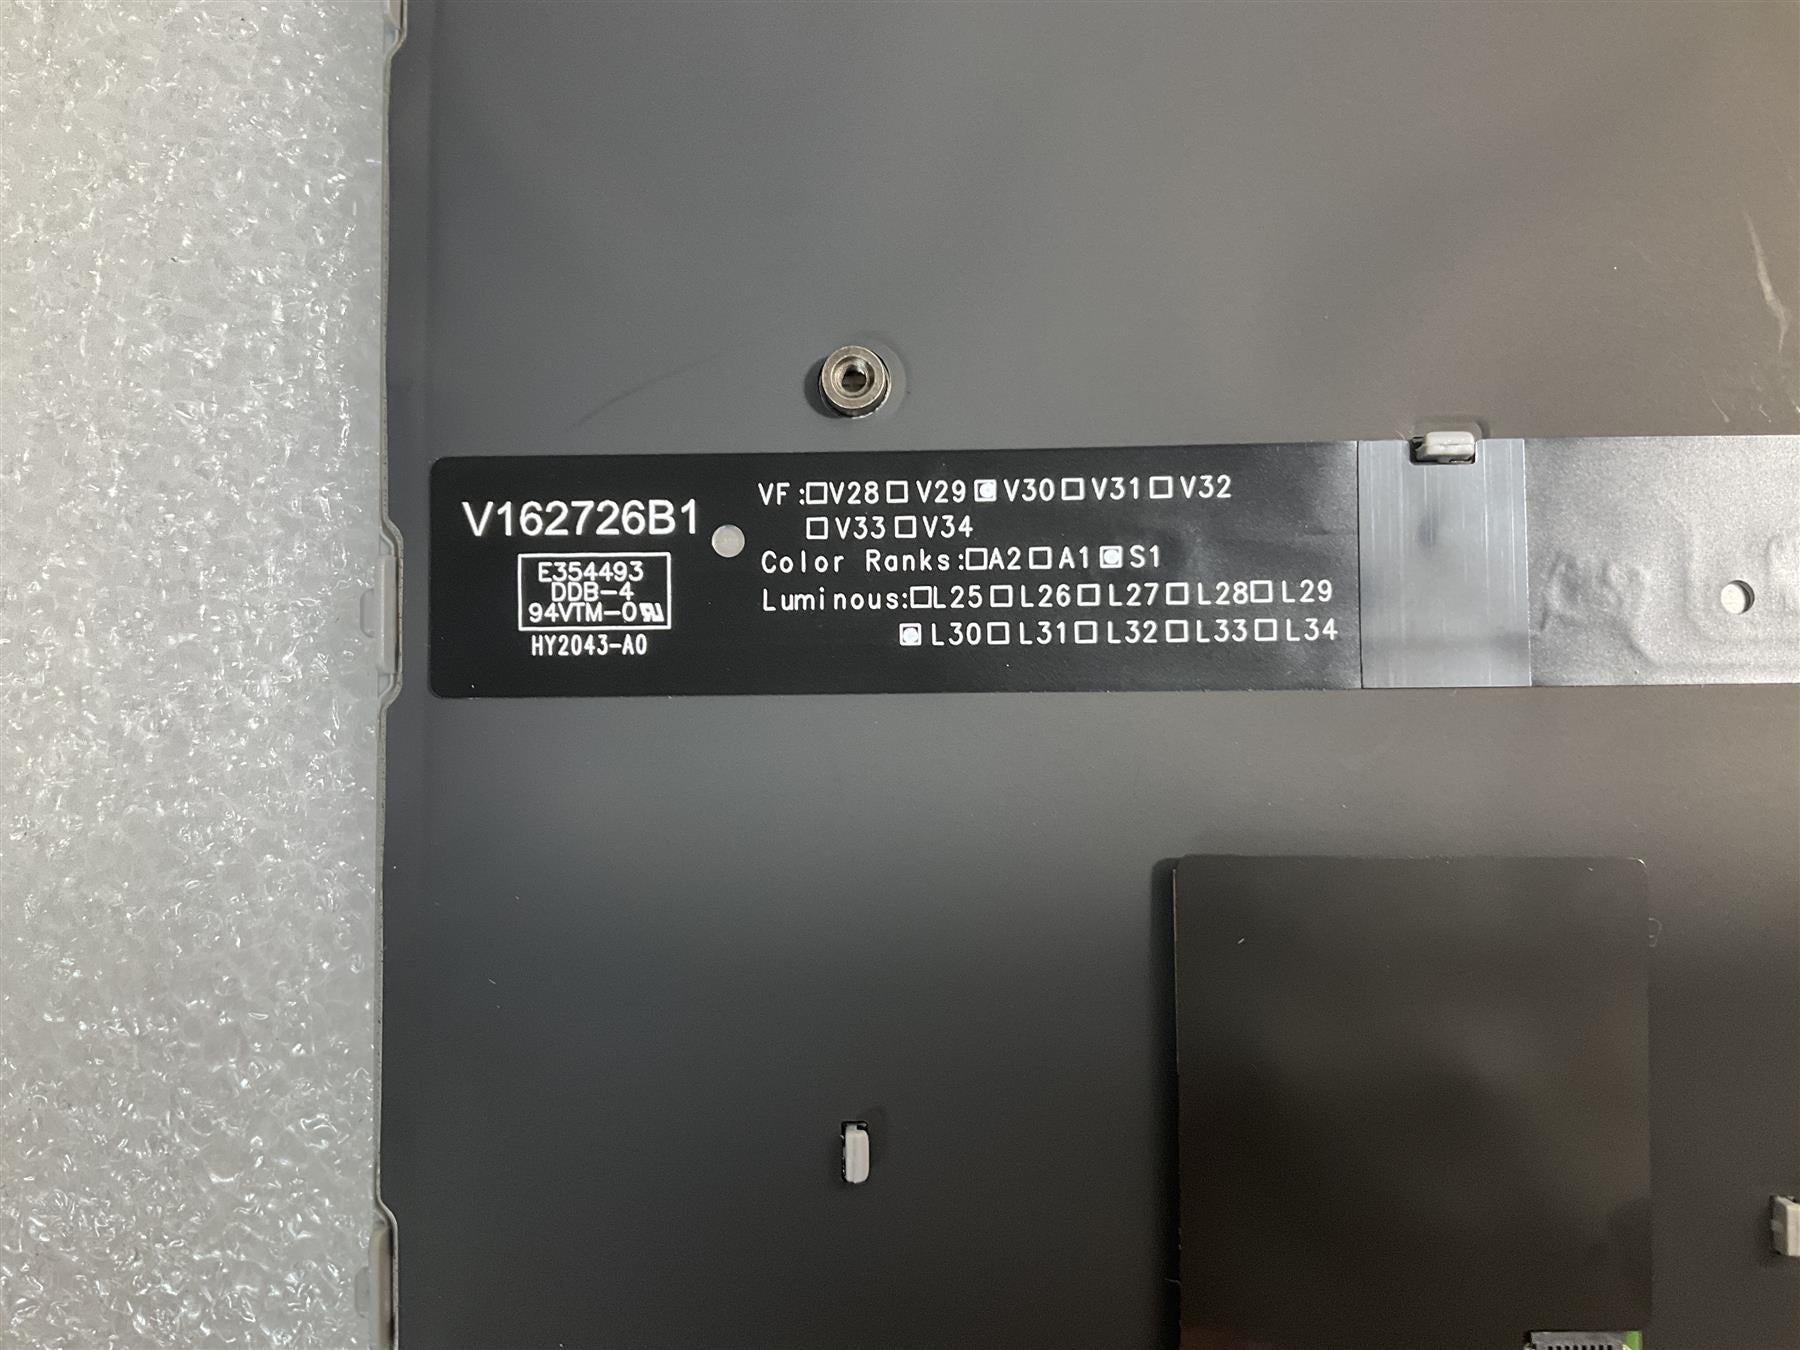 V162726B1
E354493
DDB-4
94VTM-0
HY2043-A0
VF:☐V28☐ V29☑V30☐V31☐V32
☐V33☐V34
Color Ranks:☐A2☐A1☑S1
Luminous:☐L25☐L26☐L27☐L28☐L29
☑L30☐L31☐L32☐L33☐L34